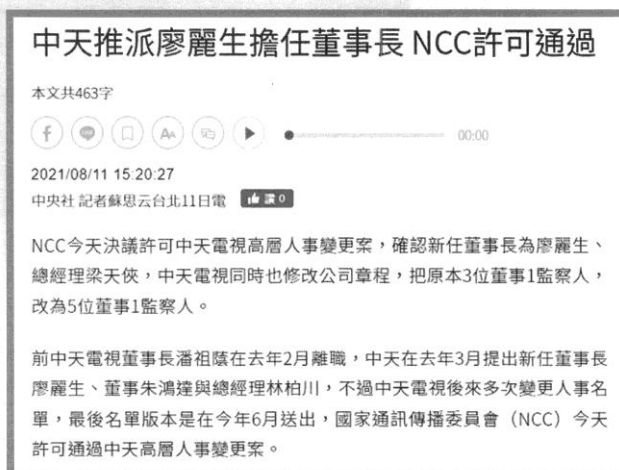 中天推派廖麗生擔任董事長 NCC許可通過
本文共463字
00:00
2021/08/11 15:20:27
中央社 記者蘇思云台北11日電 讚 0
NCC今天決議許可中天電視高層人事變更案，確認新任董事長為廖麗生、
總經理梁天俠，中天電視同時也修改公司章程，把原本3位董事1監察人，
改為5位董事1監察人。
前中天電視董事長潘祖蔭在去年2月離職，中天在去年3月提出新任董事長
廖麗生、董事朱鴻達與總經理林柏川，不過中天電視後來多次變更人事名
單，最後名單版本是在今年6月送出，國家通訊傳播委員會（NCC）今天
許可通過中天高層人事變更案。